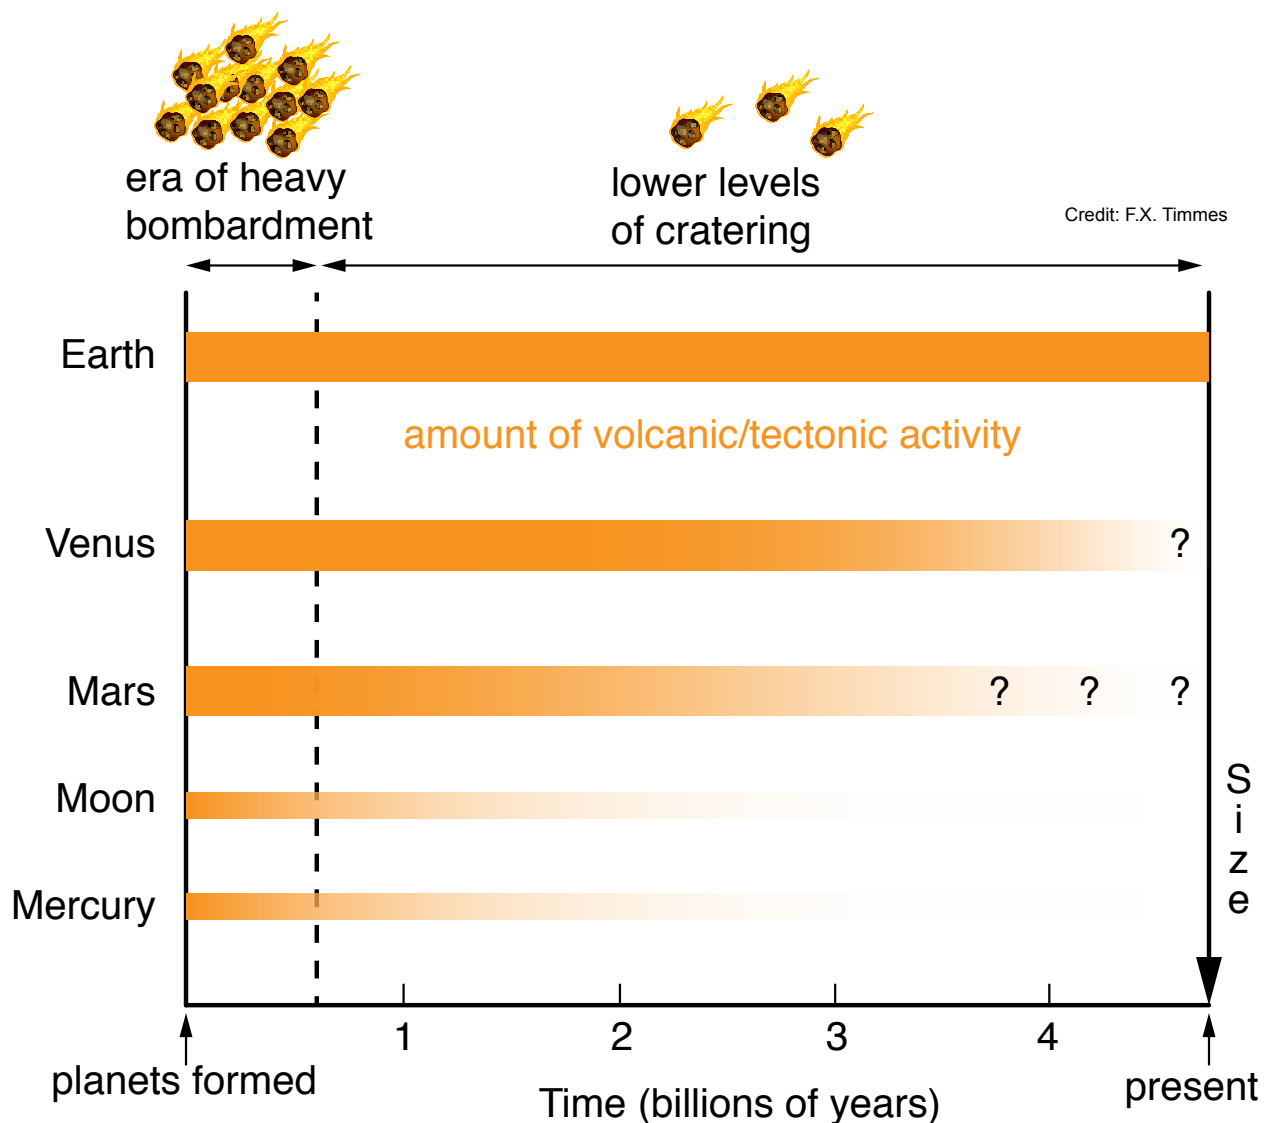 era of heavy
bombardment
lower levels
of cratering
Credit: F.X. Timmes
Earth
amount of volcanic/tectonic activity
Venus
?
Mars
? ? ?
Moon
Mercury
S
i
z
e
1 2 3 4
planets formed
Time (billions of years)
present